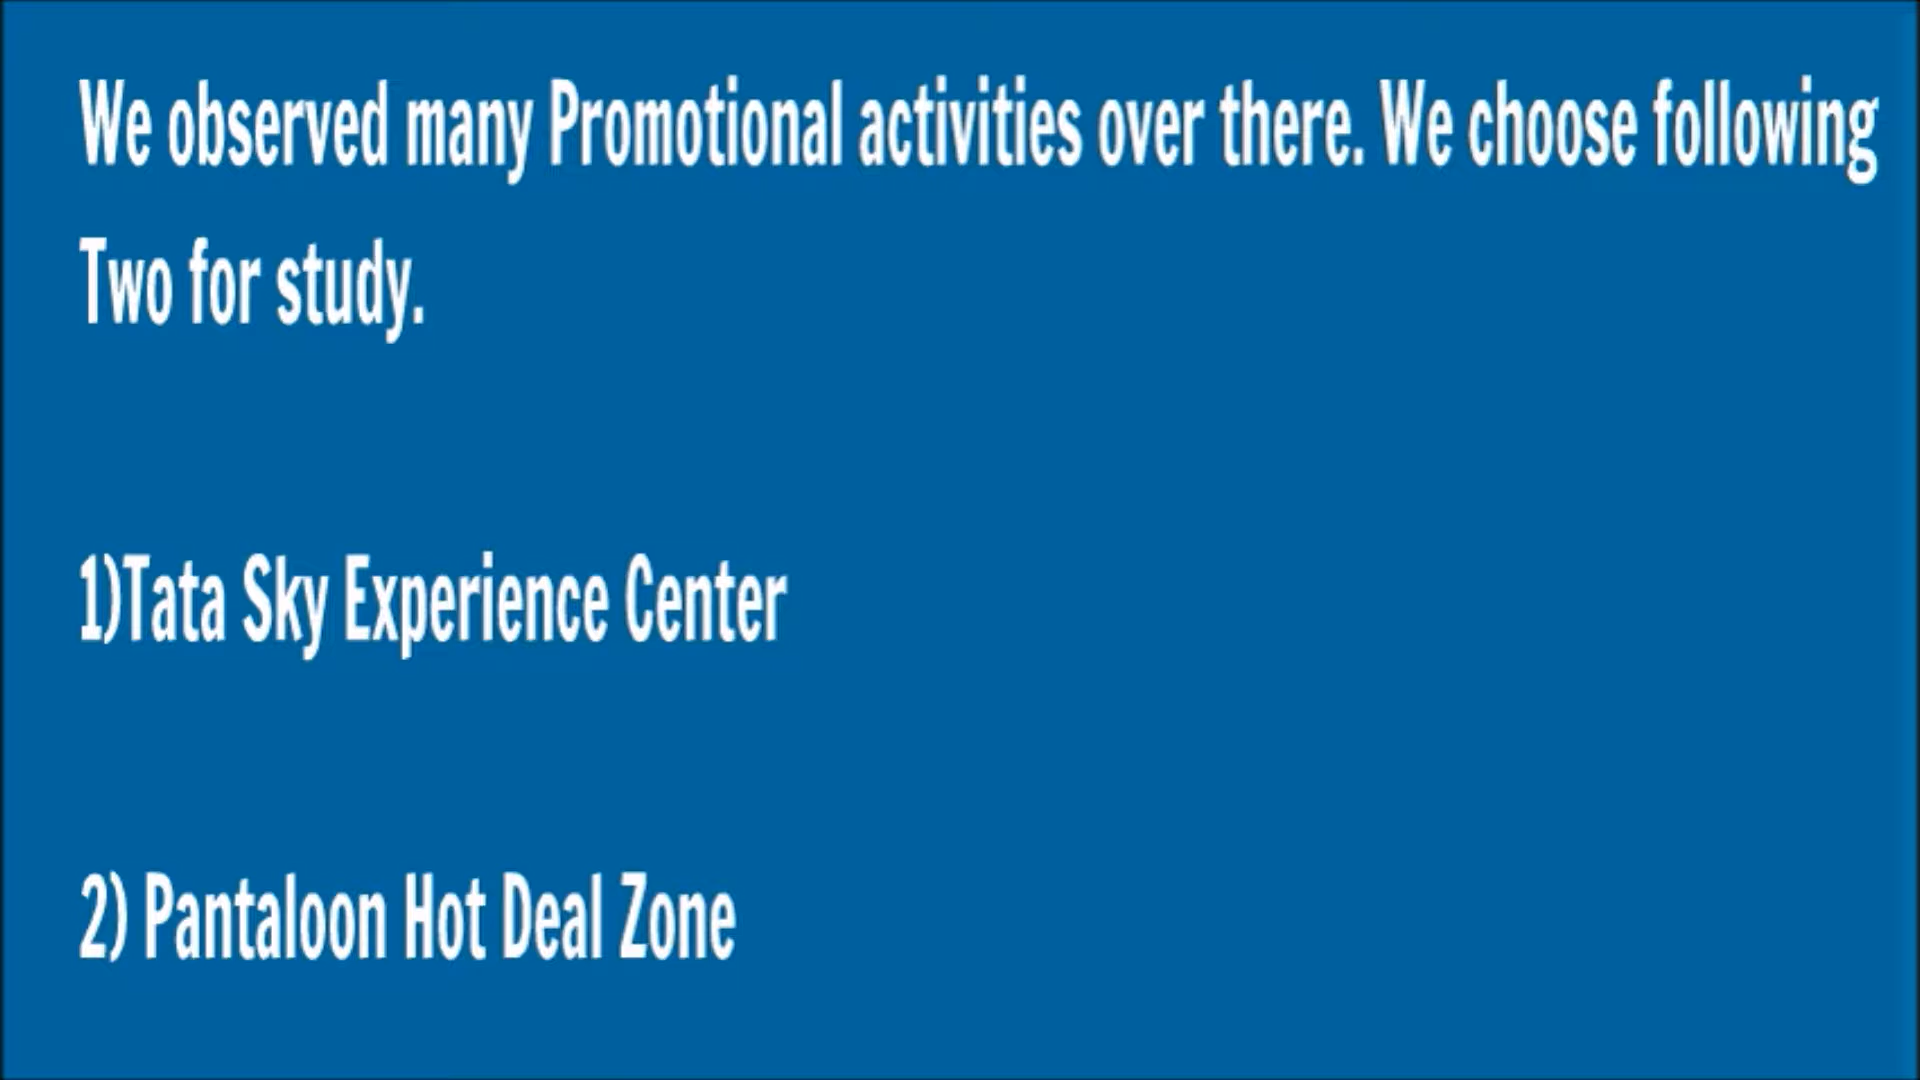 We observed many Promotional activities over there. We choose following
Two for study.
1)Tata Sky Experience Center
2) Pantaloon Hot Deal Zone